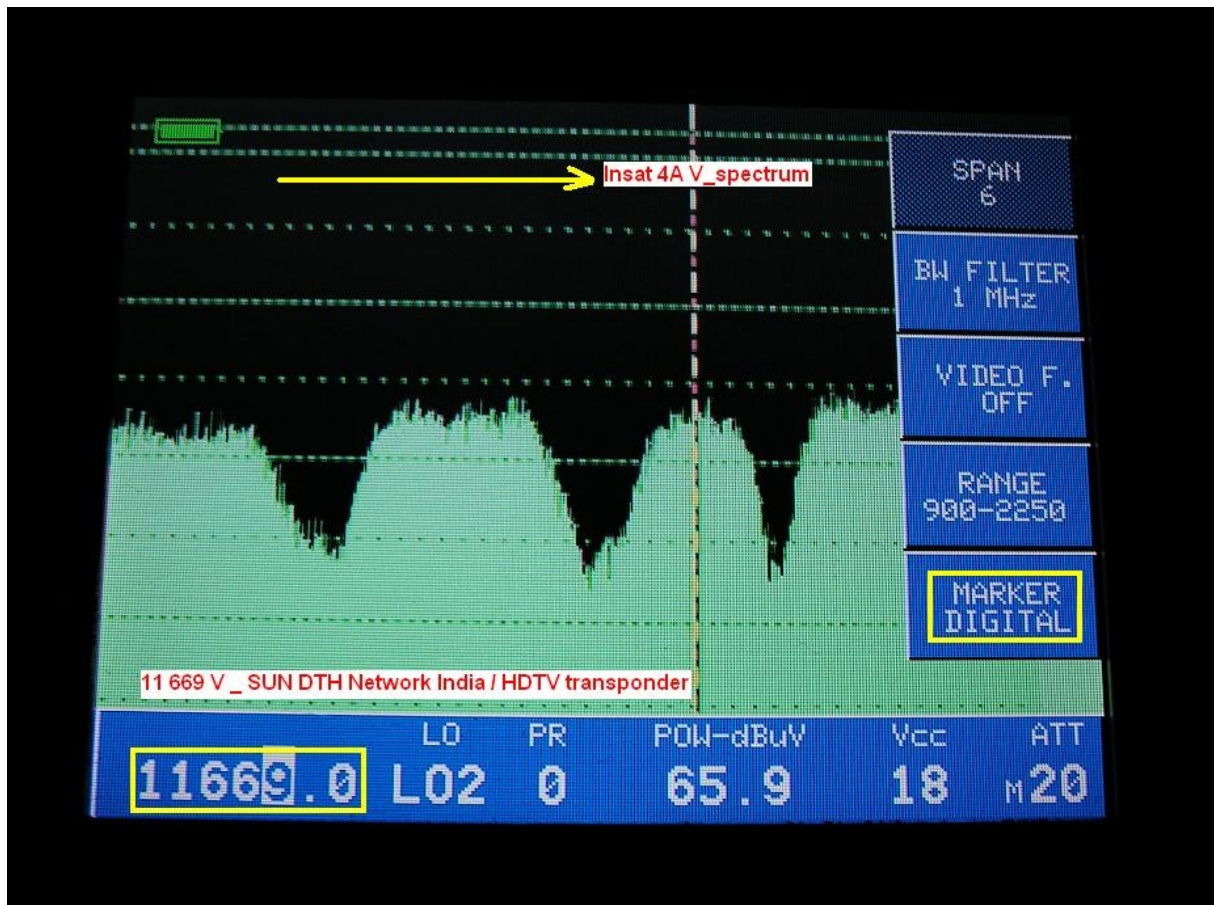 Insat 4A V_spectrum
SPAN
6
BW FILTER
1 MHz
VIDEO F.
OFF
RANGE
900-2250
MARKER
DIGITAL
11 669 V _ SUN DTH Network India / HDTV transponder
LO PR POW-dBuV Vcc ATT
11669.0 LO2 0 65.9 18 M20